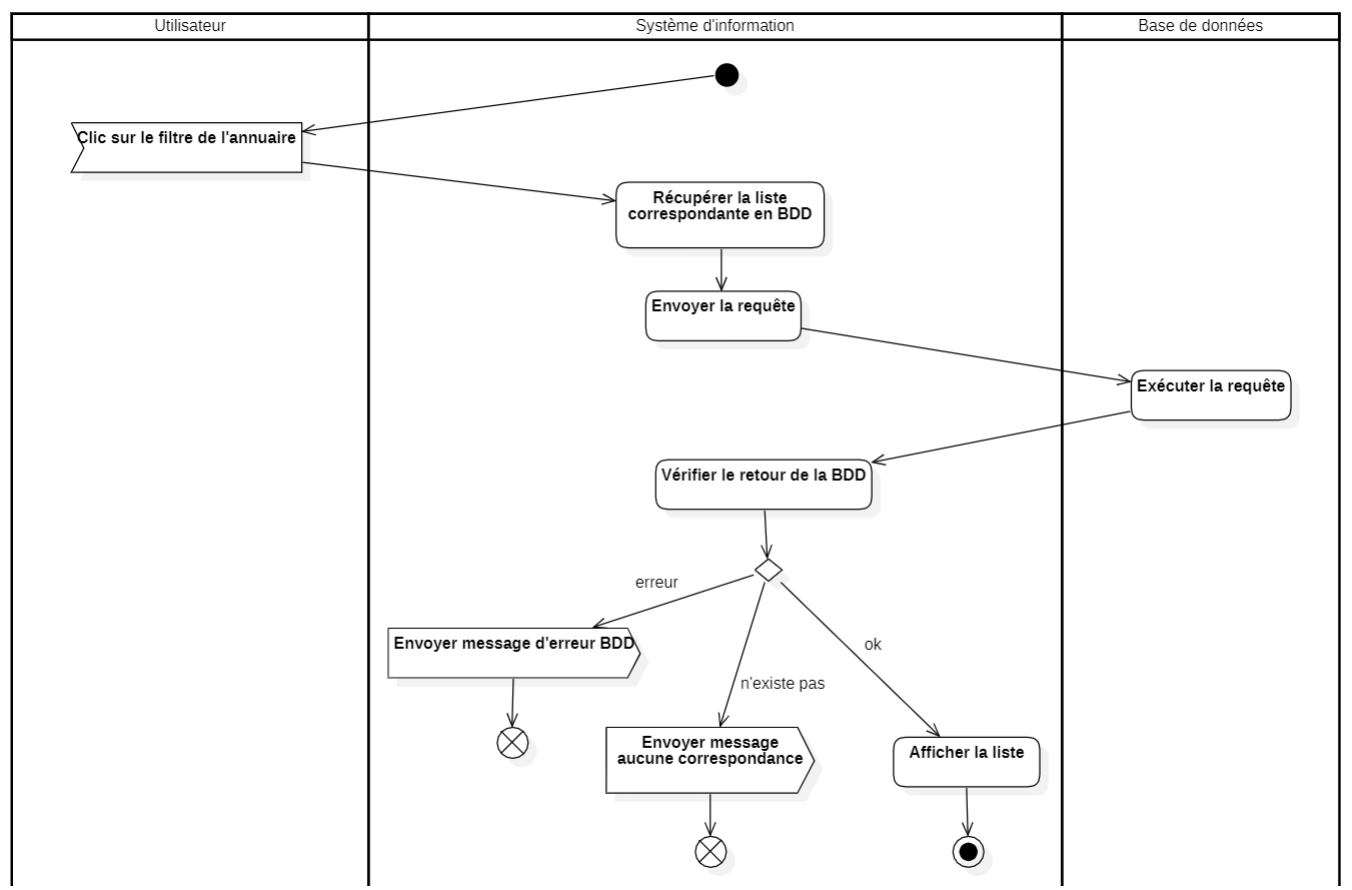 Utilisateur
Système d'information
Base de données
Clic sur le filtre de l'annuaire
Récupérer la liste
correspondante en BDD
Envoyer la requête
Exécuter la requête
Vérifier le retour de la BDD
erreur
Envoyer message d'erreur BDD
ok
n'existe pas
Envoyer message
aucune correspondance
Afficher la liste